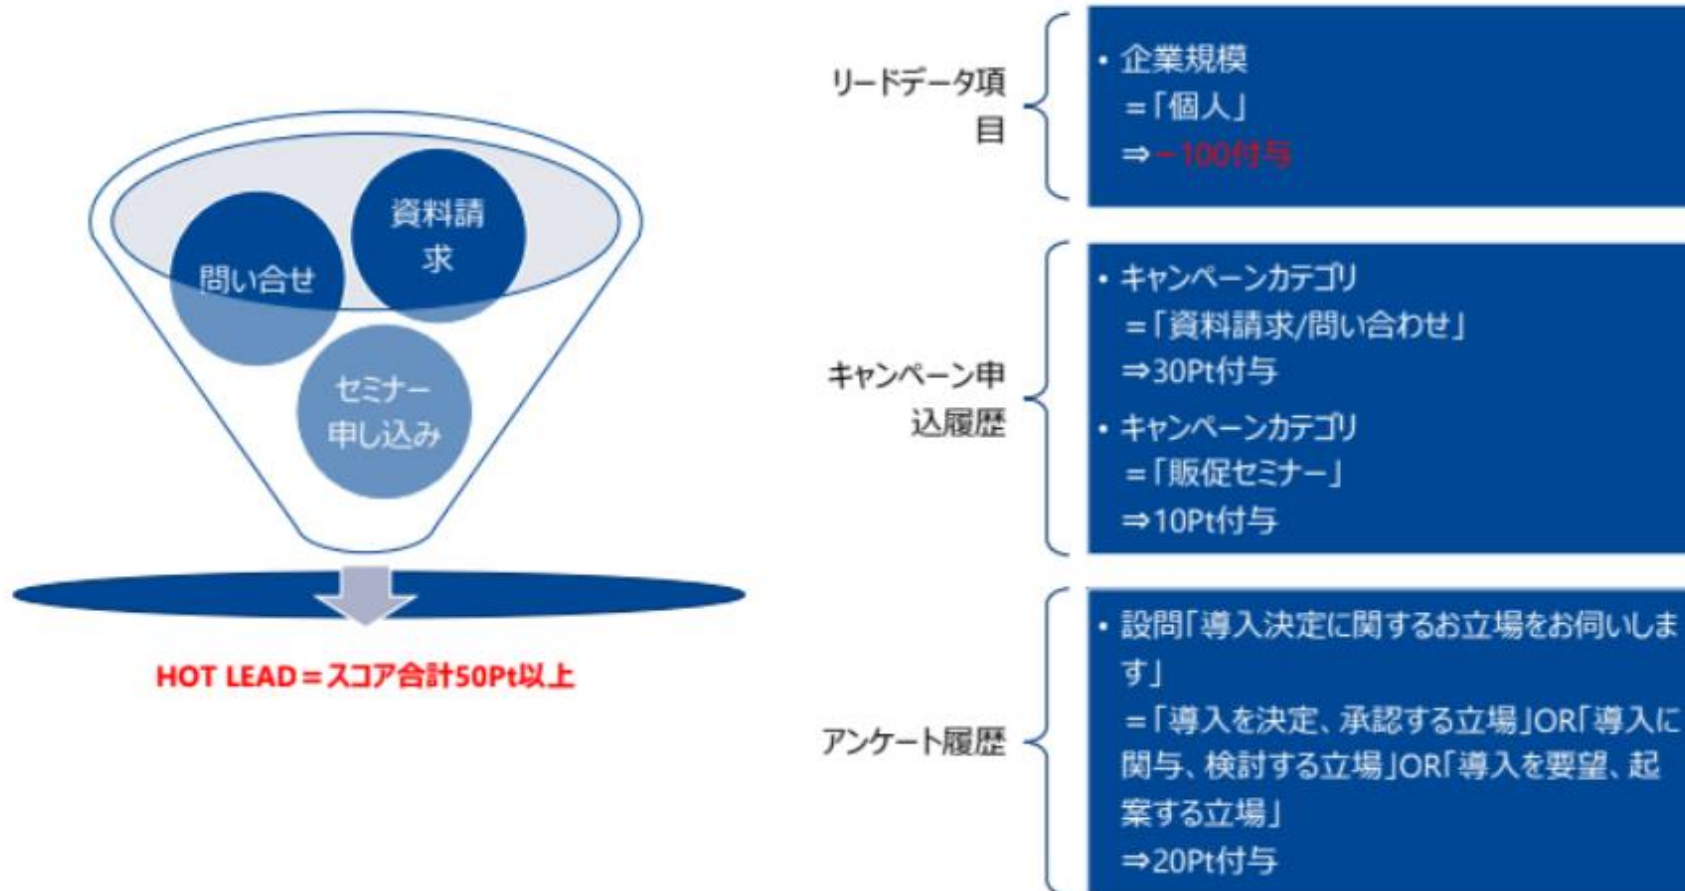 資料請
求
問い合せ
セミナー
申し込み
HOT LEAD＝スコア合計50Pt以上
リードデータ項
目
• 企業規模
＝「個人」
⇒－100付与
キャンペーン申
込履歴
• キャンペーンカテゴリ
＝「資料請求/問い合わせ」
⇒30Pt付与
• キャンペーンカテゴリ
＝「販促セミナー」
⇒10Pt付与
アンケート履歴
• 設問「導入決定に関するお立場をお伺いしま
す」
＝「導入を決定、承認する立場」OR「導入に
関与、検討する立場」OR「導入を要望、起
案する立場」
⇒20Pt付与